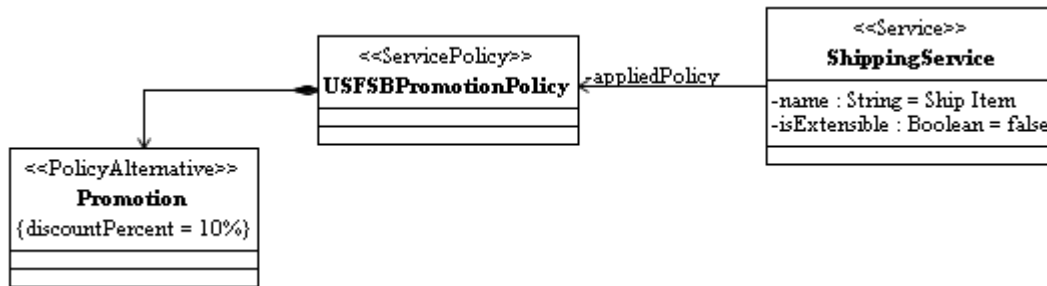 <<ServicePolicy>>
USFSBPromotionPolicy
-appliedPolicy
<<Service>>
ShippingService
-name : String = Ship Item
-isExtensible : Boolean = false
<<PolicyAlternative>>
Promotion
{discountPercent = 10%}